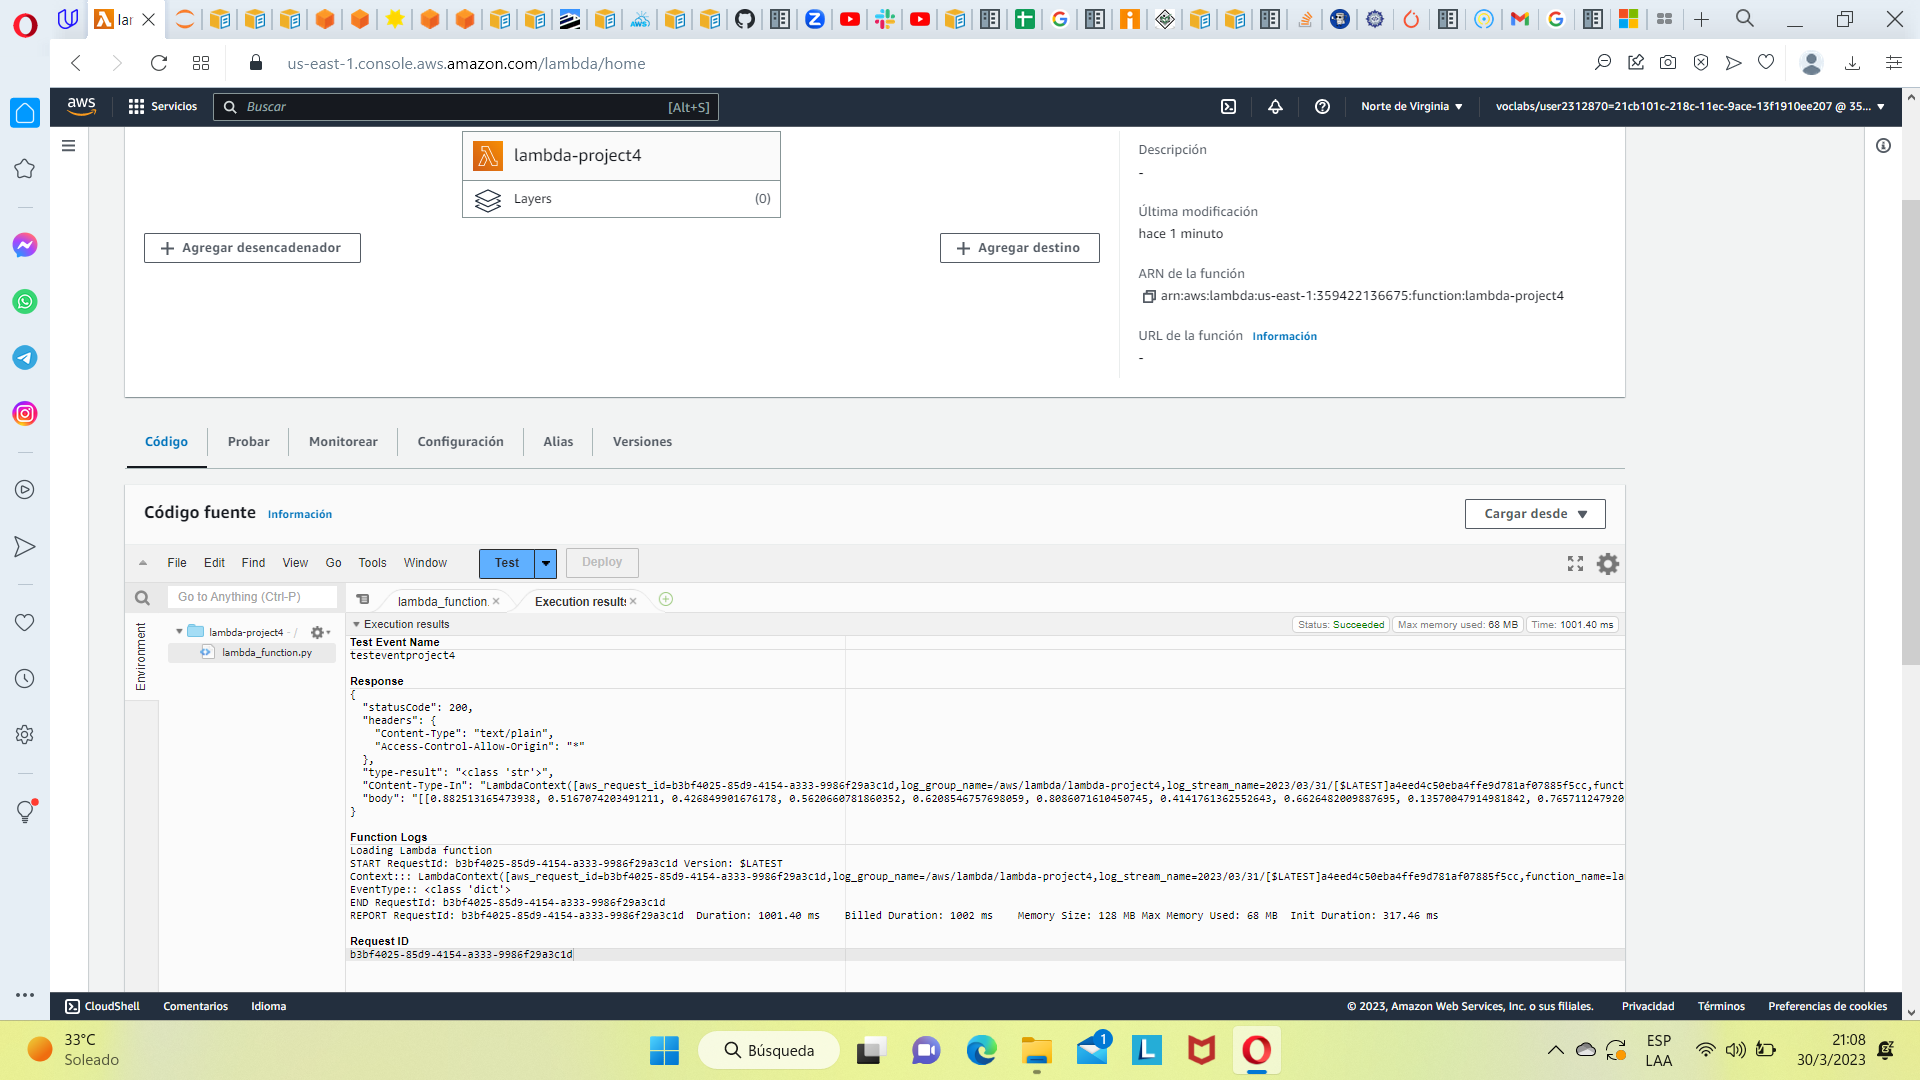 lar
us-east-1.console.aws.amazon.com/lambda/home
aws
Servicios
Buscar
[Alt+S]
Norte de Virginia
voclabs/user2312870=21cb101c-218c-11ec-9ace-13f1910ee207 @ 35...
lambda-project4
Layers
(0)
Agregar desencadenador
Agregar destino
Descripción
-
Última modificación
hace 1 minuto
ARN de la función
arn:aws:lambda:us-east-1:359422136675:function:lambda-project4
URL de la función Información
-
Código
Probar
Monitorear
Configuración
Alias
Versiones
Código fuente Información
Cargar desde
File Edit Find View Go Tools Window
Test
Deploy
Go to Anything (Ctrl-P)
lambda_function.
Execution results
Environment
lambda-project4 - /
lambda_function.py
Execution results
Status: Succeeded
Max memory used: 68 MB
Time: 1001.40 ms
Test Event Name
testeventproject4
Response
{
"statusCode": 200,
"headers": {
"Content-Type": "text/plain",
"Access-Control-Allow-Origin": "*"
},
"type-result": "<class 'str'>",
"COntent-Type-In": "LambdaContext([aws_request_id=b3bf4025-85d9-4154-a333-9986f29a3c1d,log_group_name=/aws/lambda/lambda-project4,log_stream_name=2023/03/31/[$LATEST]a4eed4c50eba4ffe9d781af07885f5cc,funct
"body": "[[0.882513165473938, 0.5167074203491211, 0.426849901676178, 0.5620660781860352, 0.6208546757698059, 0.8086071610450745, 0.4141761362552643, 0.6626482009887695, 0.13570047914981842, 0.765711247920
}
Function Logs
Loading Lambda function
START RequestId: b3bf4025-85d9-4154-a333-9986f29a3c1d Version: $LATEST
Context::: LambdaContext([aws_request_id=b3bf4025-85d9-4154-a333-9986f29a3c1d,log_group_name=/aws/lambda/lambda-project4,log_stream_name=2023/03/31/[$LATEST]a4eed4c50eba4ffe9d781af07885f5cc,function_name=la
EventType:: <class 'dict'>
END RequestId: b3bf4025-85d9-4154-a333-9986f29a3c1d
REPORT RequestId: b3bf4025-85d9-4154-a333-9986f29a3c1d Duration: 1001.40 ms Billed Duration: 1002 ms Memory Size: 128 MB Max Memory Used: 68 MB Init Duration: 317.46 ms
Request ID
b3bf4025-85d9-4154-a333-9986f29a3c1d
CloudShell
Comentarios
Idioma
© 2023, Amazon Web Services, Inc. o sus filiales.
Privacidad
Términos
Preferencias de cookies
33°C
Soleado
Búsqueda
1
ESP
LAA
21:08
30/3/2023